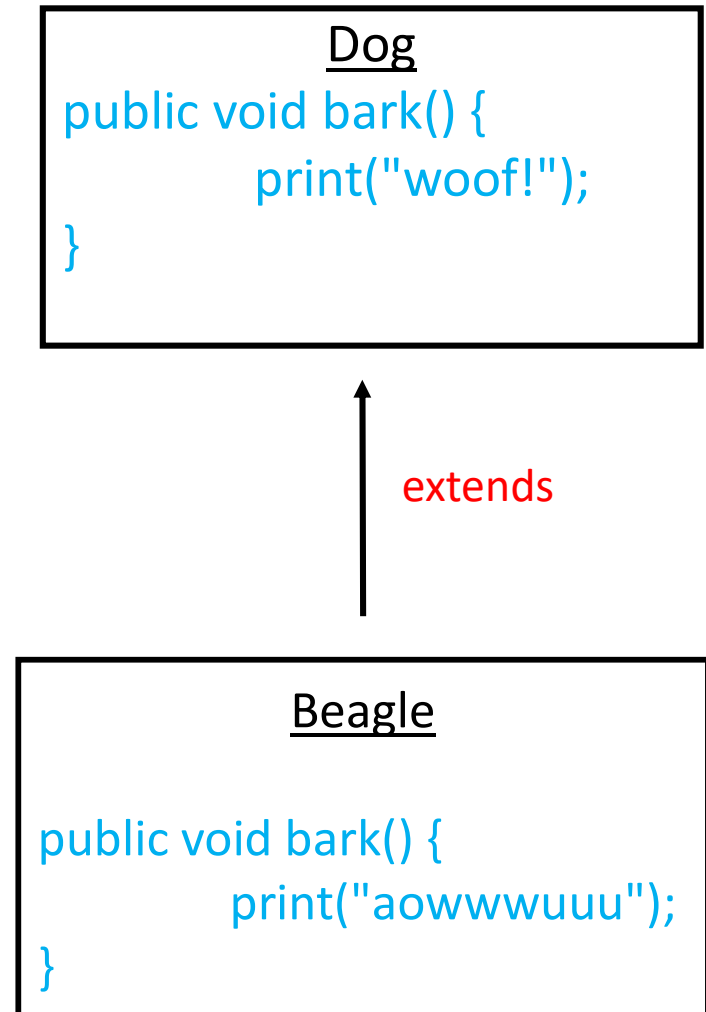 Dog
public void bark() {
print("woof!");
}
extends
Beagle
public void bark() {
print("aowwwuuu");
}